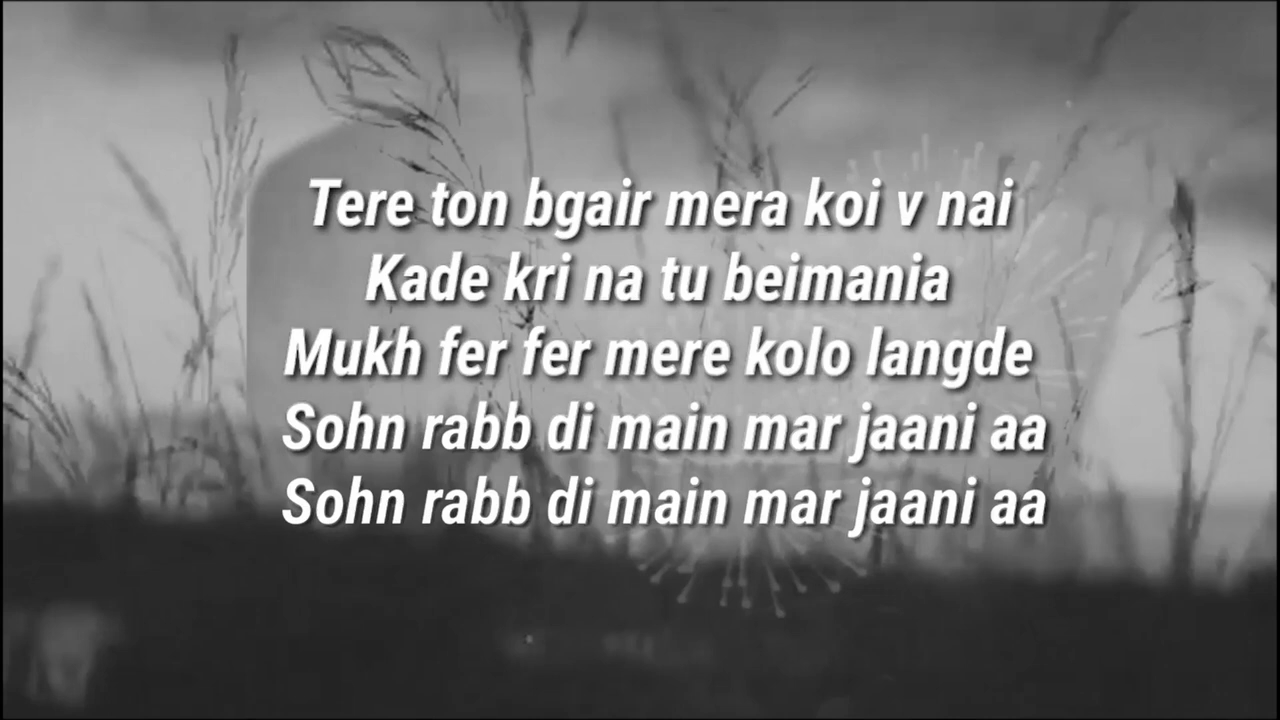 Tere ton bgair mera koi v nai
Kade kri na tu beimania
Mukh fer fer mere kolo langde
Sohn rabb di main mar jaani aa
Sohn rabb di main mar jaani aa